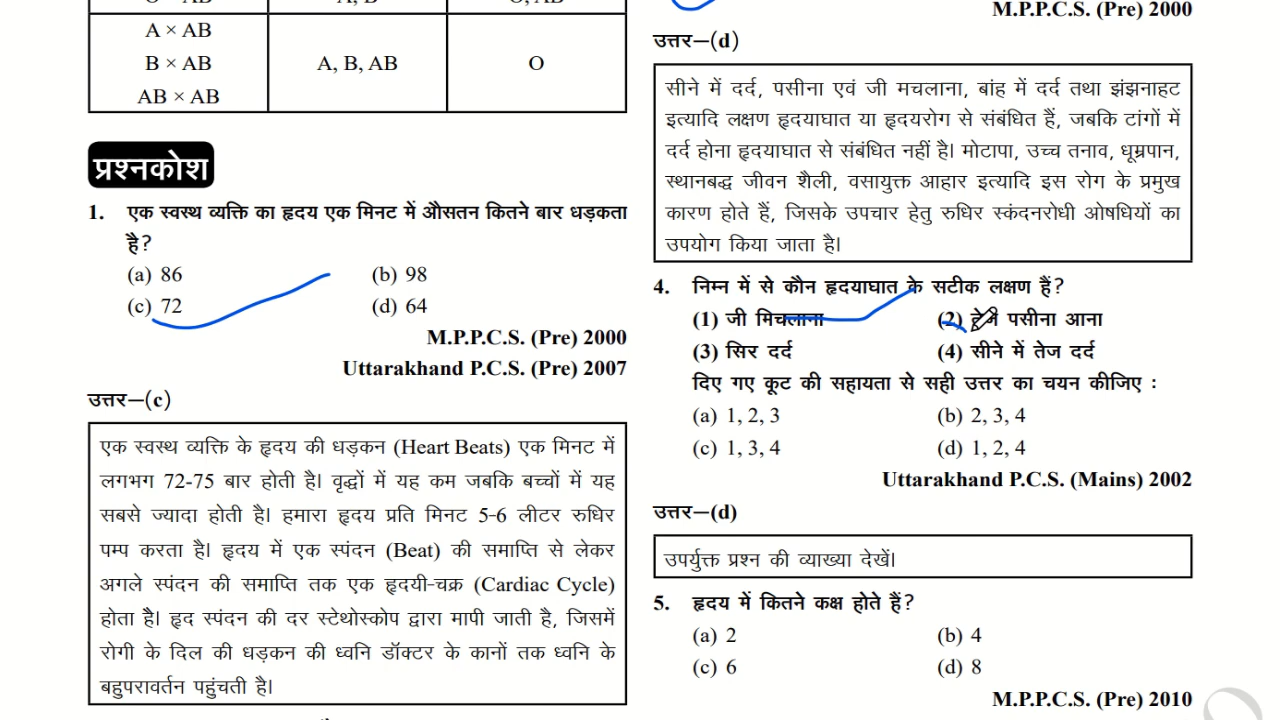 A × AB
B × AB
AB × AB
A, B, AB
O
प्रश्नकोश
1. एक स्वस्थ व्यक्ति का हृदय एक मिनट में औसतन कितने बार धड़कता
है?
(a) 86 (b) 98
(c) 72 (d) 64
M.P.P.C.S. (Pre) 2000
Uttarakhand P.C.S. (Pre) 2007
उत्तर–(c)
एक स्वस्थ व्यक्ति के हृदय की धड़कन (Heart Beats) एक मिनट में
लगभग 72-75 बार होती है। वृद्धों में यह कम जबकि बच्चों में यह
सबसे ज्यादा होती है। हमारा हृदय प्रति मिनट 5-6 लीटर रुधिर
पम्प करता है। हृदय में एक स्पंदन (Beat) की समाप्ति से लेकर
अगले स्पंदन की समाप्ति तक एक हृदयी-चक्र (Cardiac Cycle)
होता है। हृद स्पंदन की दर स्टेथोस्कोप द्वारा मापी जाती है, जिसमें
रोगी के दिल की धड़कन की ध्वनि डॉक्टर के कानों तक ध्वनि के
बहुपरावर्तन पहुंचती है।
M.P.P.C.S. (Pre) 2000
उत्तर–(d)
सीने में दर्द, पसीना एवं जी मचलाना, बांह में दर्द तथा झंझनाहट
इत्यादि लक्षण हृदयाघात या हृदयरोग से संबंधित हैं, जबकि टांगों में
दर्द होना हृदयाघात से संबंधित नहीं है। मोटापा, उच्च तनाव, धूम्रपान,
स्थानबद्ध जीवन शैली, वसायुक्त आहार इत्यादि इस रोग के प्रमुख
कारण होते हैं, जिसके उपचार हेतु रुधिर स्कंदनरोधी ओषधियों का
उपयोग किया जाता है।
4. निम्न में से कौन हृदयाघात के सटीक लक्षण हैं?
(1) जी मिचलाना (2) पसीना आना
(3) सिर दर्द (4) सीने में तेज दर्द
दिए गए कूट की सहायता से सही उत्तर का चयन कीजिए :
(a) 1, 2, 3 (b) 2, 3, 4
(c) 1, 3, 4 (d) 1, 2, 4
Uttarakhand P.C.S. (Mains) 2002
उत्तर–(d)
उपर्युक्त प्रश्न की व्याख्या देखें।
5. हृदय में कितने कक्ष होते हैं?
(a) 2 (b) 4
(c) 6 (d) 8
M.P.P.C.S. (Pre) 2010